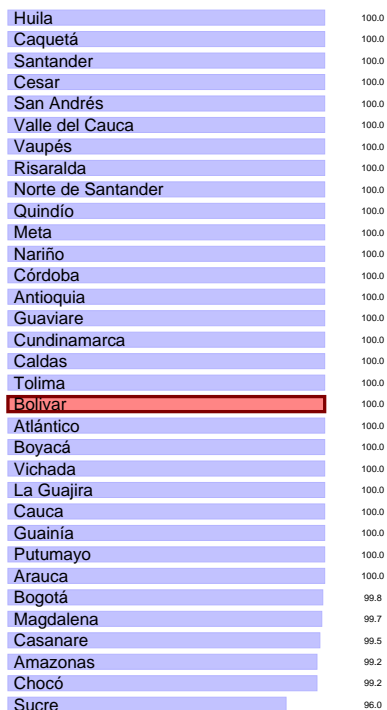 Huila 100.0
Caquetá 100.0
Santander 100.0
Cesar 100.0
San Andrés 100.0
Valle del Cauca 100.0
Vaupés 100.0
Risaralda 100.0
Norte de Santander 100.0
Quindío 100.0
Meta 100.0
Nariño 100.0
Córdoba 100.0
Antioquia 100.0
Guaviare 100.0
Cundinamarca 100.0
Caldas 100.0
Tolima 100.0
Bolivar 100.0
Atlántico 100.0
Boyacá 100.0
Vichada 100.0
La Guajira 100.0
Cauca 100.0
Guainía 100.0
Putumayo 100.0
Arauca 100.0
Bogotá 99.8
Magdalena 99.7
Casanare 99.5
Amazonas 99.2
Chocó 99.2
Sucre 96.0